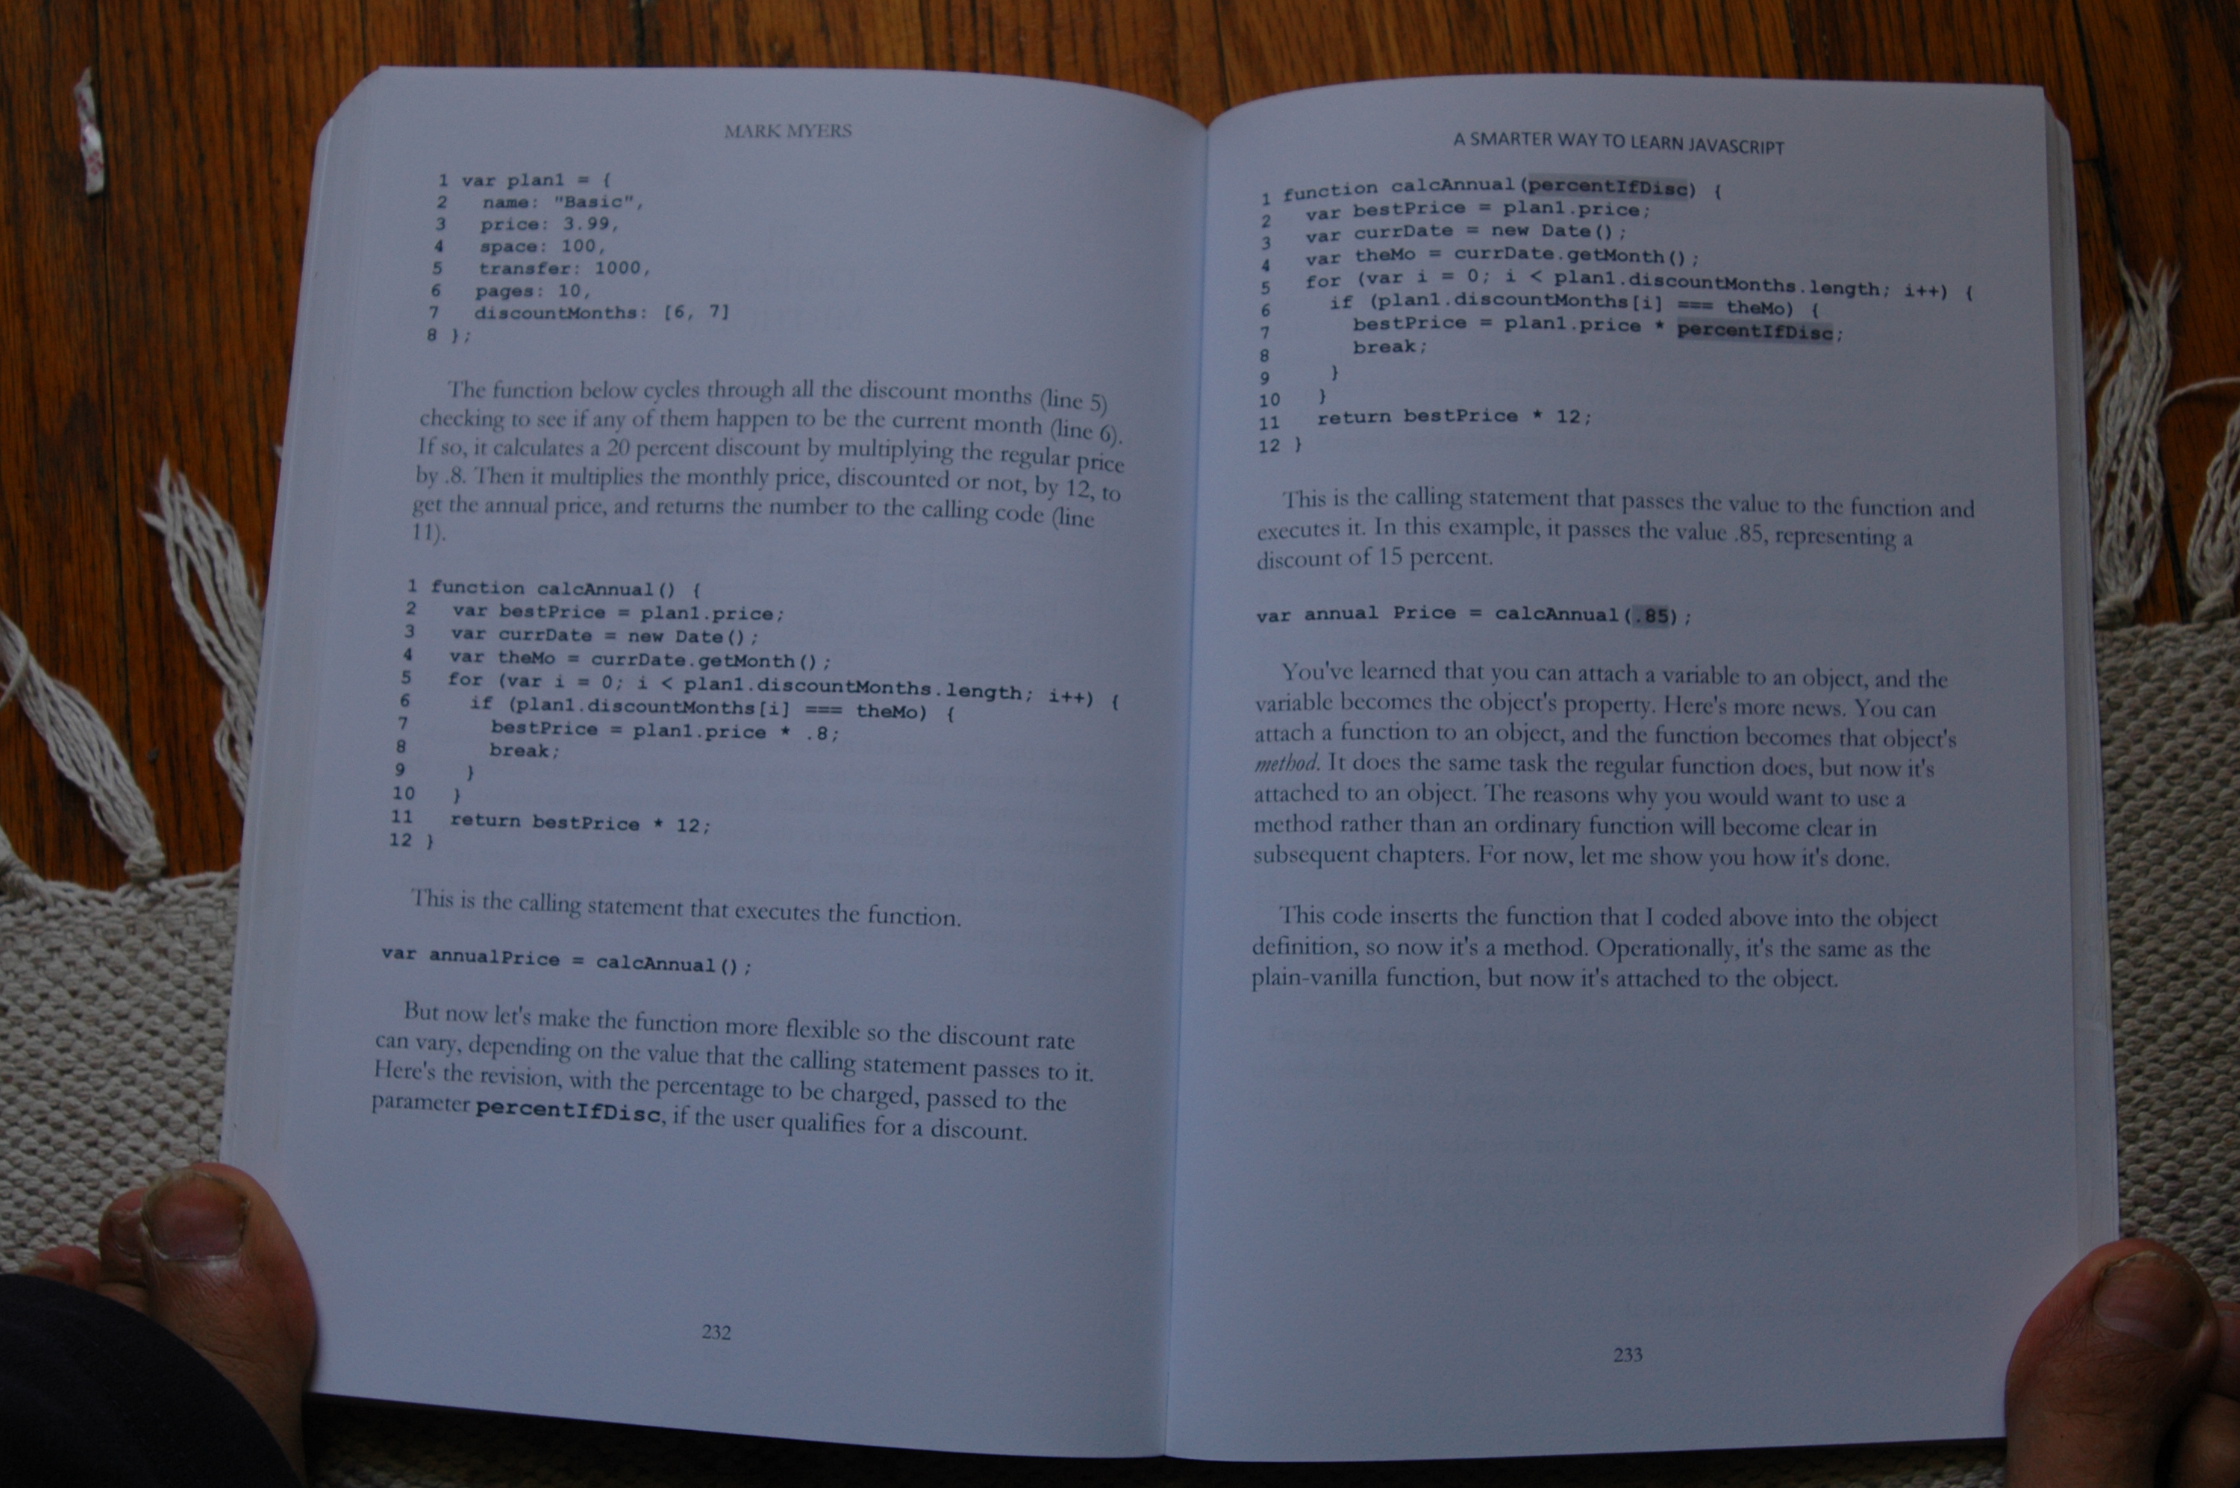 MARK MYERS
1 var plan1 = {
2   name: "Basic",
3   price: 3.99,
4   space: 100,
5   transfer: 1000,
6   pages: 10,
7   discountMonths: [6, 7]
8 };
The function below cycles through all the discount months (line 5)
checking to see if any of them happen to be the current month (line 6).
If so, it calculates a 20 percent discount by multiplying the regular price
by .8. Then it multiplies the monthly price, discounted or not, by 12, to
get the annual price, and returns the number to the calling code (line
11).
1 function calcAnnual() {
2   var bestPrice = plan1.price;
3   var currDate = new Date();
4   var theMo = currDate.getMonth();
5   for (var i = 0; i < plan1.discountMonths.length; i++) {
6     if (plan1.discountMonths[i] === theMo) {
7       bestPrice = plan1.price * .8;
8       break;
9     }
10   }
11   return bestPrice * 12;
12 }
This is the calling statement that executes the function.
var annualPrice = calcAnnual();
But now let's make the function more flexible so the discount rate
can vary, depending on the value that the calling statement passes to it.
Here's the revision, with the percentage to be charged, passed to the
parameter percentIfDisc, if the user qualifies for a discount.
232
A SMARTER WAY TO LEARN JAVASCRIPT
1 function calcAnnual(percentIfDisc) {
2   var bestPrice = plan1.price;
3   var currDate = new Date();
4   var theMo = currDate.getMonth();
5   for (var i = 0; i < plan1.discountMonths.length; i++) {
6     if (plan1.discountMonths[i] === theMo) {
7       bestPrice = plan1.price * percentIfDisc;
8       break;
9     }
10   }
11   return bestPrice * 12;
12 }
This is the calling statement that passes the value to the function and
executes it. In this example, it passes the value .85, representing a
discount of 15 percent.
var annual Price = calcAnnual(.85);
You've learned that you can attach a variable to an object, and the
variable becomes the object's property. Here's more news. You can
attach a function to an object, and the function becomes that object's
method. It does the same task the regular function does, but now it's
attached to an object. The reasons why you would want to use a
method rather than an ordinary function will become clear in
subsequent chapters. For now, let me show you how it's done.
This code inserts the function that I coded above into the object
definition, so now it's a method. Operationally, it's the same as the
plain-vanilla function, but now it's attached to the object.
233